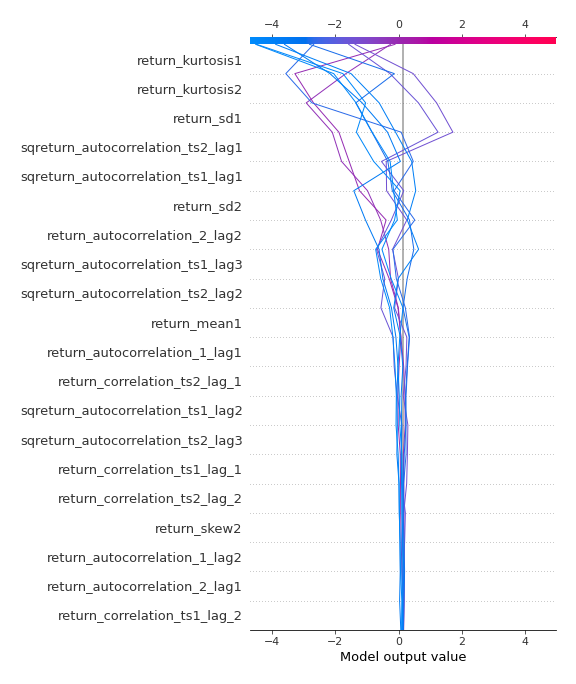 −4 −2 0 2 4
return_kurtosis1
return_kurtosis2
return_sd1
sqreturn_autocorrelation_ts2_lag1
sqreturn_autocorrelation_ts1_lag1
return_sd2
return_autocorrelation_2_lag2
sqreturn_autocorrelation_ts1_lag3
sqreturn_autocorrelation_ts2_lag2
return_mean1
return_autocorrelation_1_lag1
return_correlation_ts2_lag_1
sqreturn_autocorrelation_ts1_lag2
sqreturn_autocorrelation_ts2_lag3
return_correlation_ts1_lag_1
return_correlation_ts2_lag_2
return_skew2
return_autocorrelation_1_lag2
return_autocorrelation_2_lag1
return_correlation_ts1_lag_2
−4 −2 0 2 4
Model output value